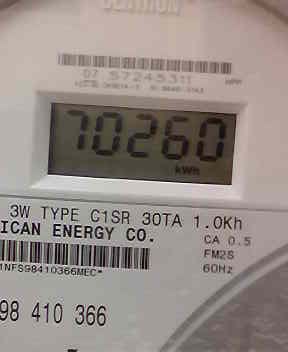 07 57245311
70260
kWh
3W TYPE C1SR 30TA 1.0Kh
ICAN ENERGY CO.
CA 0.5
FM2S
60Hz
1NFS98410366MEC*
98 410 366